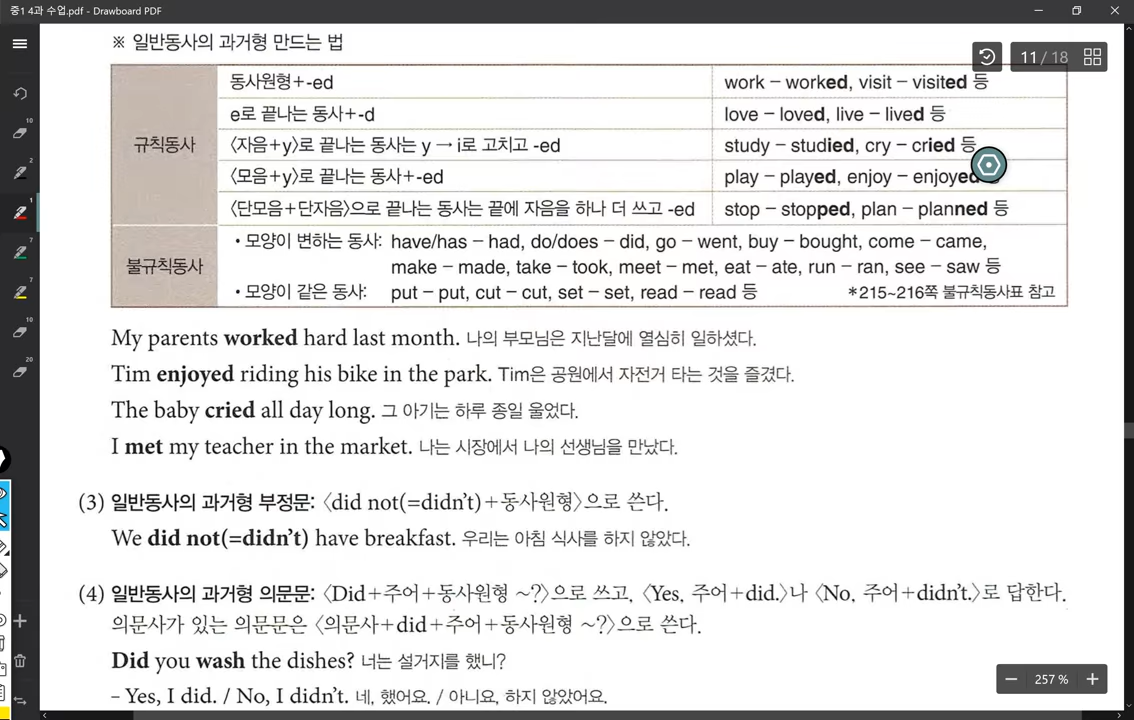 중1 4과 수업.pdf - Drawboard PDF
11 / 18
※ 일반동사의 과거형 만드는 법
규칙동사
동사원형+-ed
work – worked, visit – visited 등
e로 끝나는 동사+-d
love – loved, live – lived 등
〈자음+y〉로 끝나는 동사는 y → i로 고치고 -ed
study – studied, cry – cried 등
〈모음+y〉로 끝나는 동사+-ed
play – played, enjoy – enjoyed
〈단모음+단자음〉으로 끝나는 동사는 끝에 자음을 하나 더 쓰고 -ed
stop – stopped, plan – planned 등
불규칙동사
• 모양이 변하는 동사: have/has – had, do/does – did, go – went, buy – bought, come – came,
make – made, take – took, meet – met, eat – ate, run – ran, see – saw 등
• 모양이 같은 동사: put – put, cut – cut, set – set, read – read 등
*215~216쪽 불규칙동사표 참고
My parents worked hard last month. 나의 부모님은 지난달에 열심히 일하셨다.
Tim enjoyed riding his bike in the park. Tim은 공원에서 자전거 타는 것을 즐겼다.
The baby cried all day long. 그 아기는 하루 종일 울었다.
I met my teacher in the market. 나는 시장에서 나의 선생님을 만났다.
(3) 일반동사의 과거형 부정문: 〈did not(=didn't)+동사원형〉으로 쓴다.
We did not(=didn't) have breakfast. 우리는 아침 식사를 하지 않았다.
(4) 일반동사의 과거형 의문문: 〈Did+주어+동사원형 ~?〉으로 쓰고, 〈Yes, 주어+did.〉나 〈No, 주어+didn't.〉로 답한다.
의문사가 있는 의문문은 〈의문사+did+주어+동사원형 ~?〉으로 쓴다.
Did you wash the dishes? 너는 설거지를 했니?
– Yes, I did. / No, I didn't. 네, 했어요. / 아니요, 하지 않았어요.
10
2
1
7
7
10
20
257 %